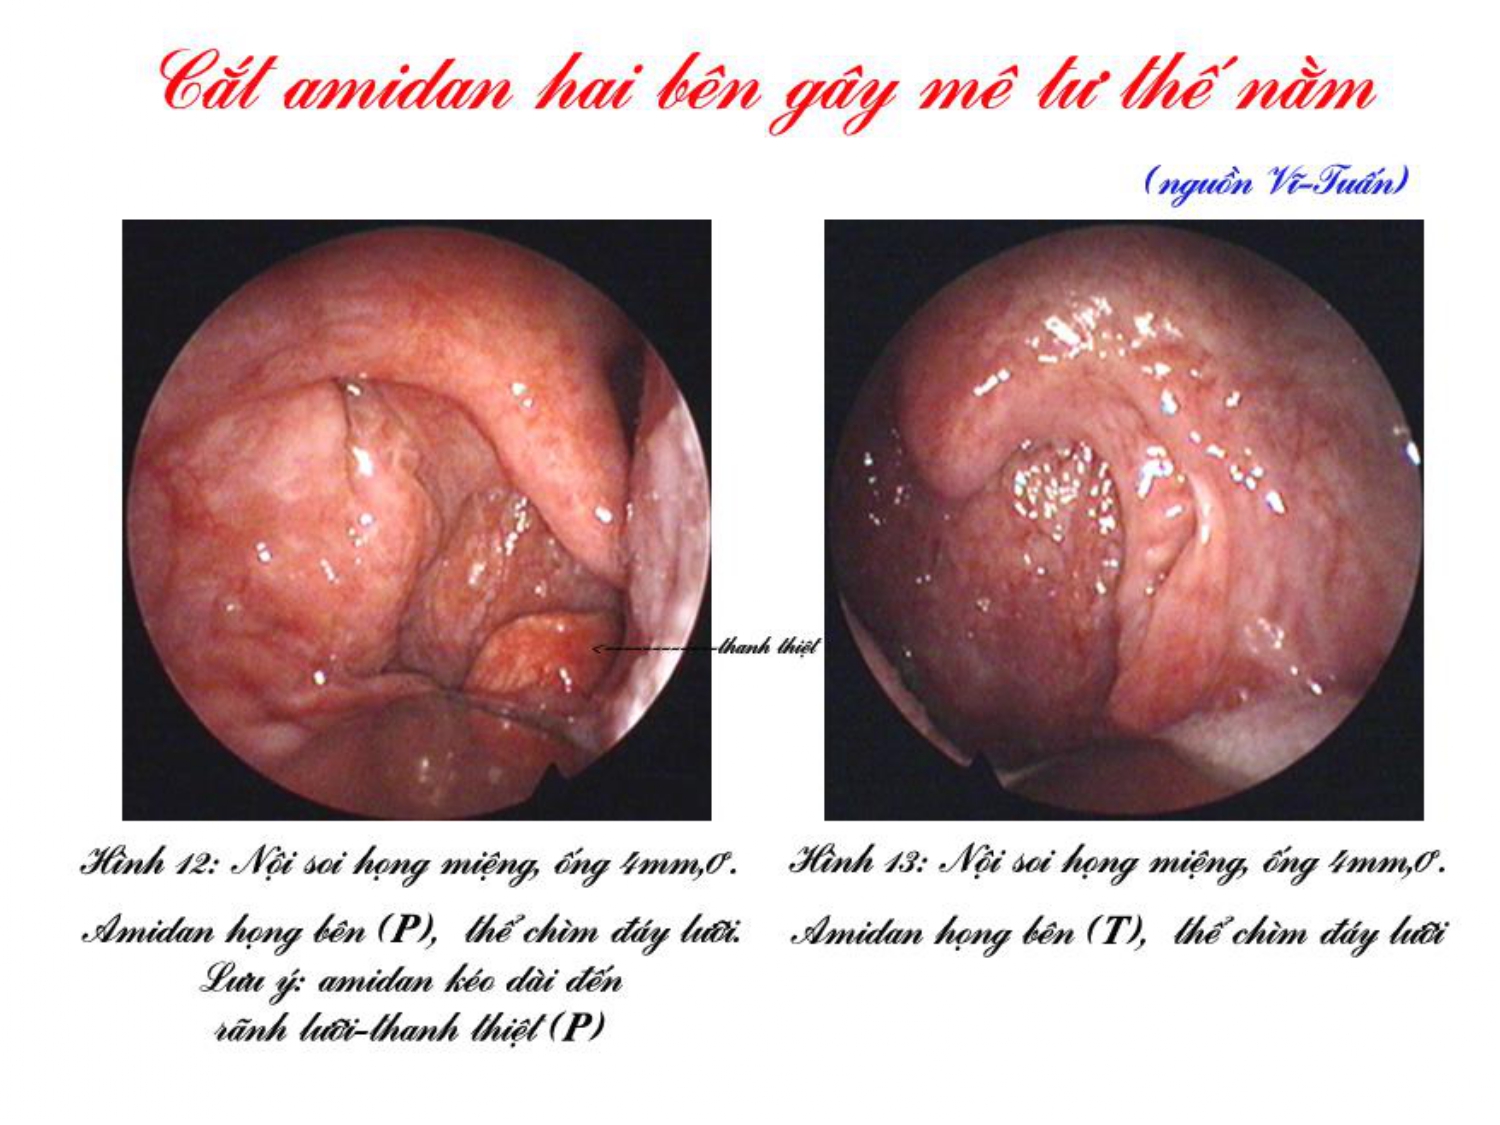 Cắt amidan hai bên gây mê tư thế nằm
(nguồn Vĩ-Tuấn)
<-----------thanh thiệt
Hình 12: Nội soi họng miệng, ống 4mm,0°.
Amidan họng bên (P), thể chìm đáy lưỡi.
Lưu ý: amidan kéo dài đến
rãnh lưỡi-thanh thiệt (P)
Hình 13: Nội soi họng miệng, ống 4mm,0°.
Amidan họng bên (T), thể chìm đáy lưỡi